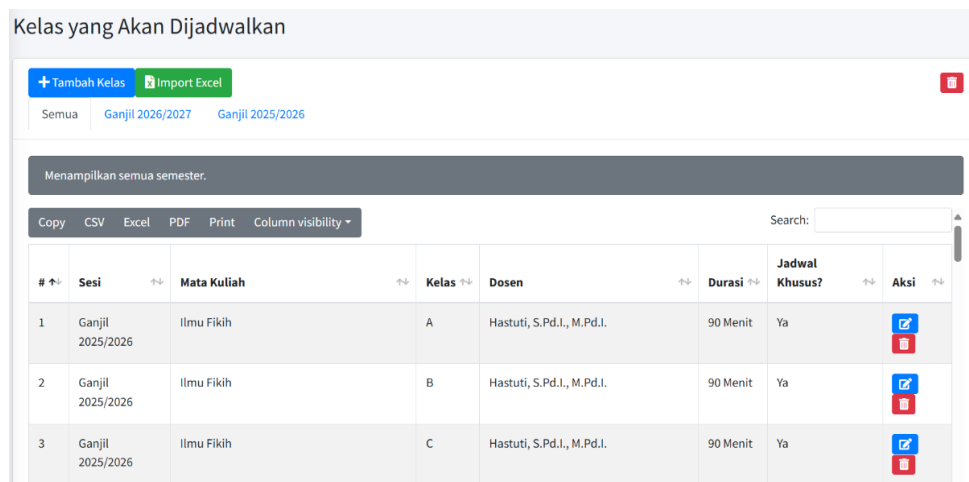 Kelas yang Akan Dijadwalkan
Tambah Kelas Import Excel
Semua Ganjil 2026/2027 Ganjil 2025/2026
Menampilkan semua semester.
Copy CSV Excel PDF Print Column visibility Search:
# Sesi Mata Kuliah Kelas Dosen Durasi Jadwal Khusus? Aksi
1 Ganjil 2025/2026 Ilmu Fikih A Hastuti, S.Pd.I., M.Pd.I. 90 Menit Ya
2 Ganjil 2025/2026 Ilmu Fikih B Hastuti, S.Pd.I., M.Pd.I. 90 Menit Ya
3 Ganjil 2025/2026 Ilmu Fikih C Hastuti, S.Pd.I., M.Pd.I. 90 Menit Ya